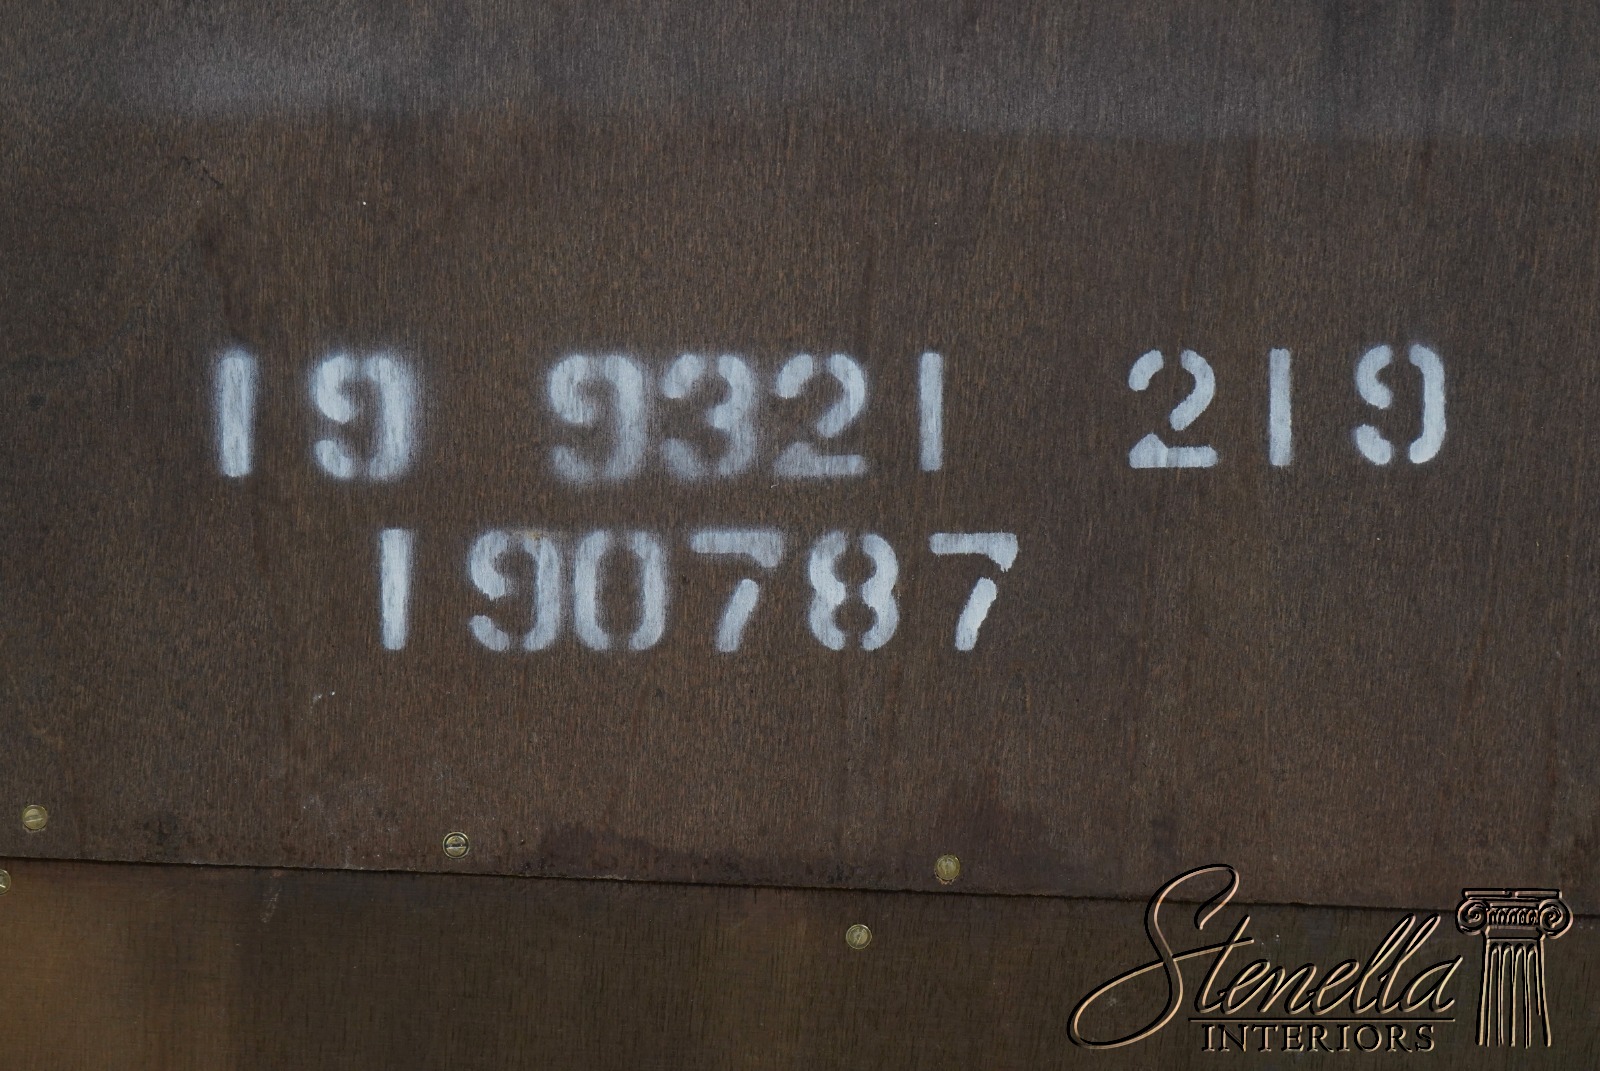 19 9321 219
190787
Stenella
INTERIORS